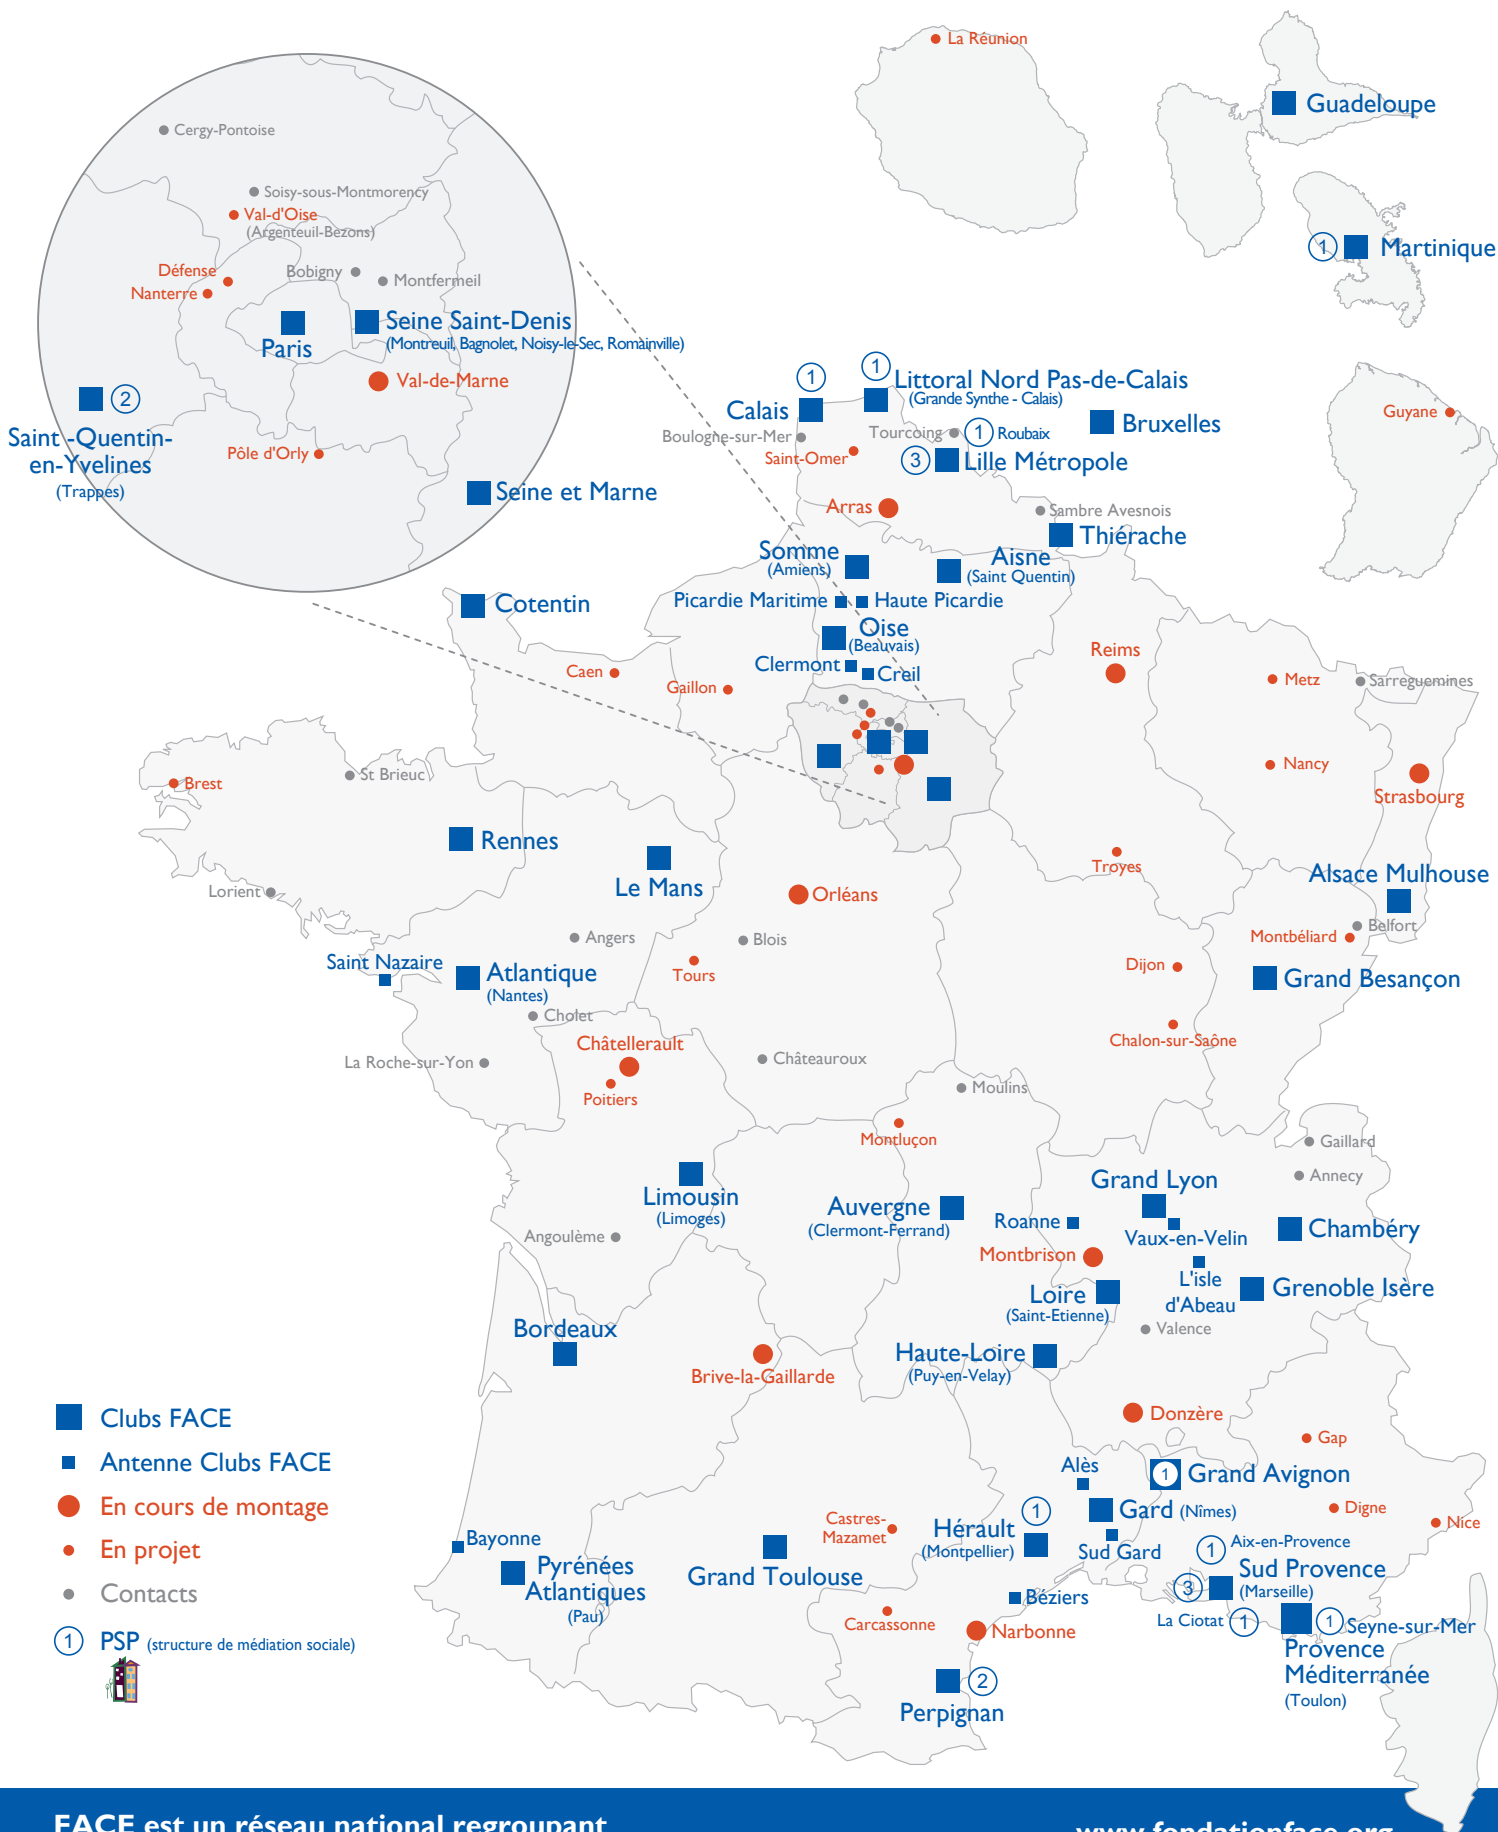 La Réunion
Guadeloupe
1 Martinique
Guyane
Cergy-Pontoise
Soisy-sous-Montmorency
Val-d'Oise
(Argenteuil-Bezons)
Défense
Nanterre
Bobigny
Montfermeil
Paris
Seine Saint-Denis
(Montreuil, Bagnolet, Noisy-le-Sec, Romainville)
Val-de-Marne
2
Saint -Quentin-
en-Yvelines
(Trappes)
Pôle d'Orly
Seine et Marne
1
Calais
1
Littoral Nord Pas-de-Calais
(Grande Synthe - Calais)
Bruxelles
Boulogne-sur-Mer
Tourcoing
1 Roubaix
Saint-Omer
3 Lille Métropole
Arras
Sambre Avesnois
Thiérache
Somme
(Amiens)
Aisne
(Saint Quentin)
Picardie Maritime
Haute Picardie
Oise
(Beauvais)
Clermont
Creil
Cotentin
Caen
Gaillon
Reims
Metz
Sarreguemines
Nancy
Strasbourg
Brest
St Brieuc
Rennes
Le Mans
Lorient
Orléans
Troyes
Alsace Mulhouse
Belfort
Montbéliard
Angers
Blois
Saint Nazaire
Atlantique
(Nantes)
Tours
Dijon
Grand Besançon
Cholet
La Roche-sur-Yon
Châtellerault
Poitiers
Châteauroux
Chalon-sur-Saône
Moulins
Montluçon
Gaillard
Annecy
Limousin
(Limoges)
Angoulème
Auvergne
(Clermont-Ferrand)
Roanne
Grand Lyon
Vaux-en-Velin
Chambéry
Montbrison
L'isle
d'Abeau
Grenoble Isère
Loire
(Saint-Etienne)
Valence
Bordeaux
Brive-la-Gaillarde
Haute-Loire
(Puy-en-Velay)
Donzère
Gap
Alès
1 Grand Avignon
Gard (Nîmes)
Digne
Nice
Castres-
Mazamet
1
Hérault
(Montpellier)
Sud Gard
1 Aix-en-Provence
Sud Provence
(Marseille)
3
Bayonne
Pyrénées
Atlantiques
(Pau)
Grand Toulouse
Béziers
La Ciotat 1
1 Seyne-sur-Mer
Provence
Méditerranée
(Toulon)
Carcassonne
Narbonne
2
Perpignan
Clubs FACE
Antenne Clubs FACE
En cours de montage
En projet
Contacts
1 PSP (structure de médiation sociale)
FACE est un réseau national regroupant
www.fondationface.org